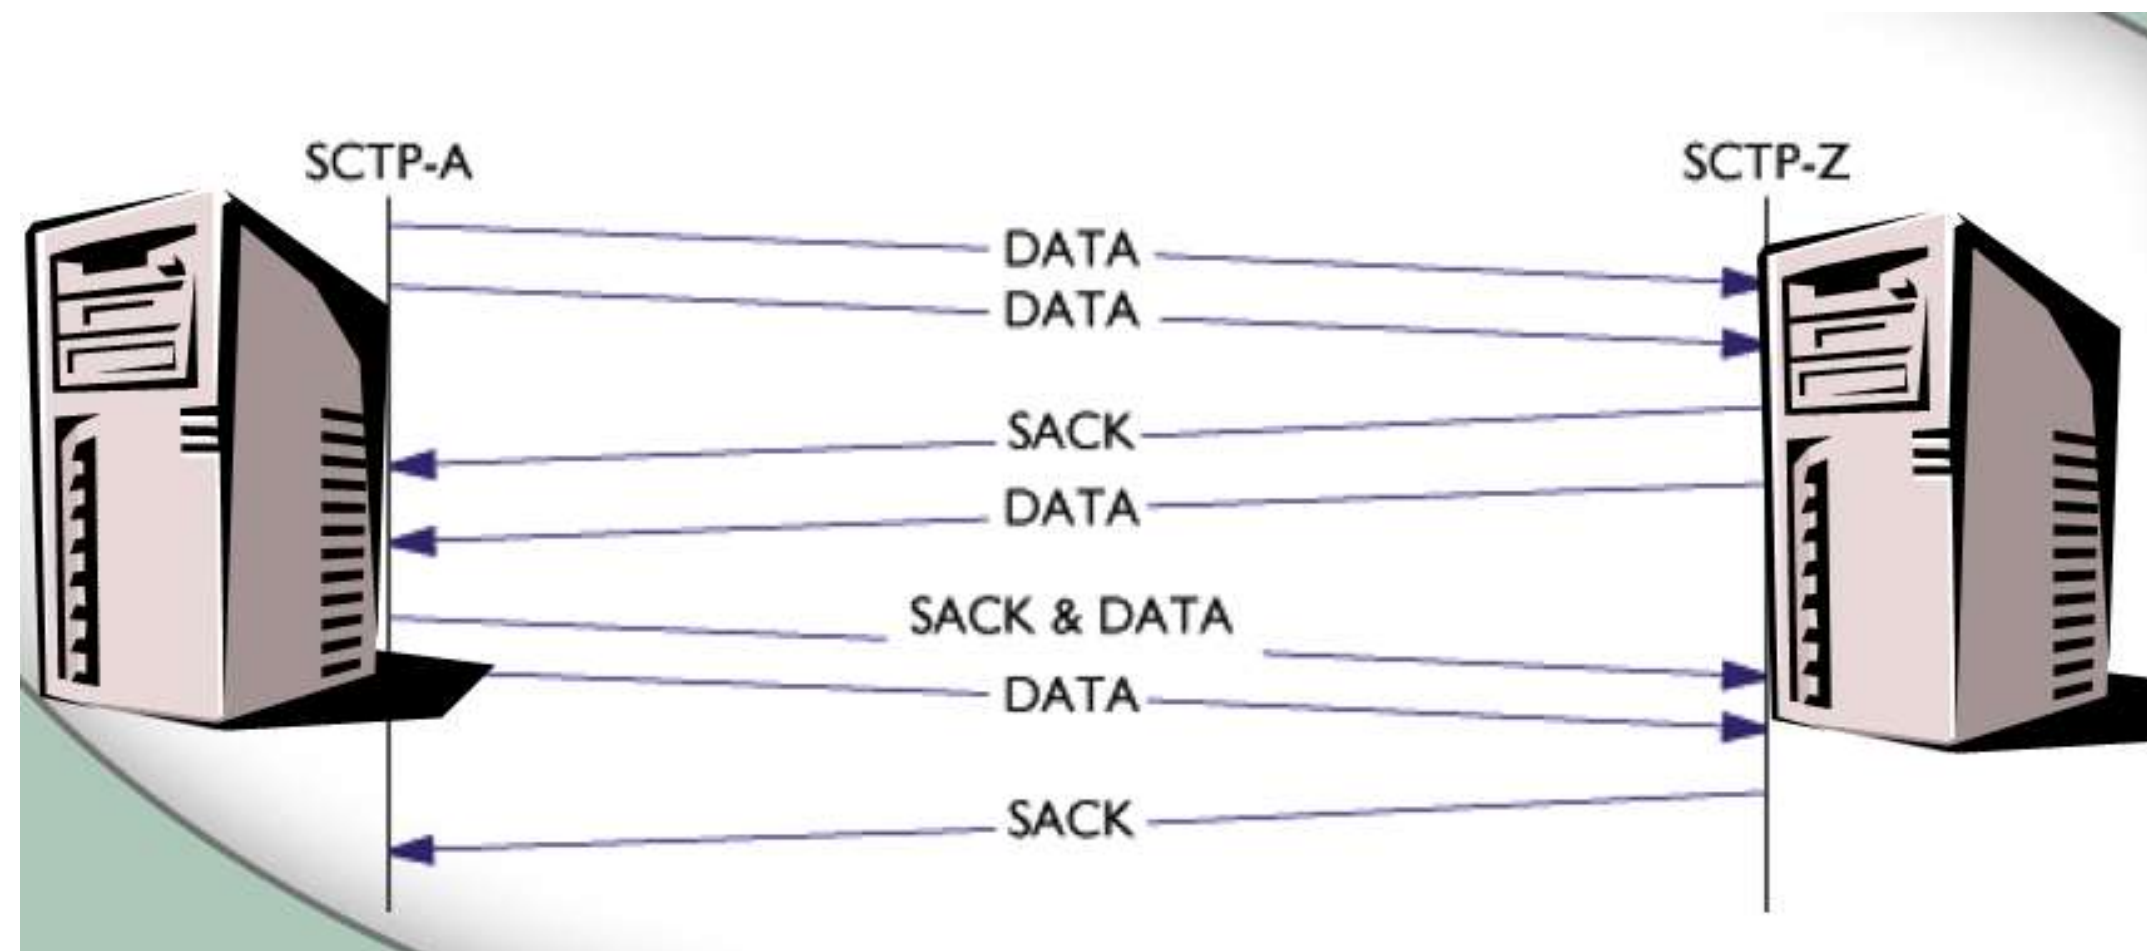 SCTP-A
SCTP-Z
DATA
DATA
SACK
DATA
SACK & DATA
DATA
SACK